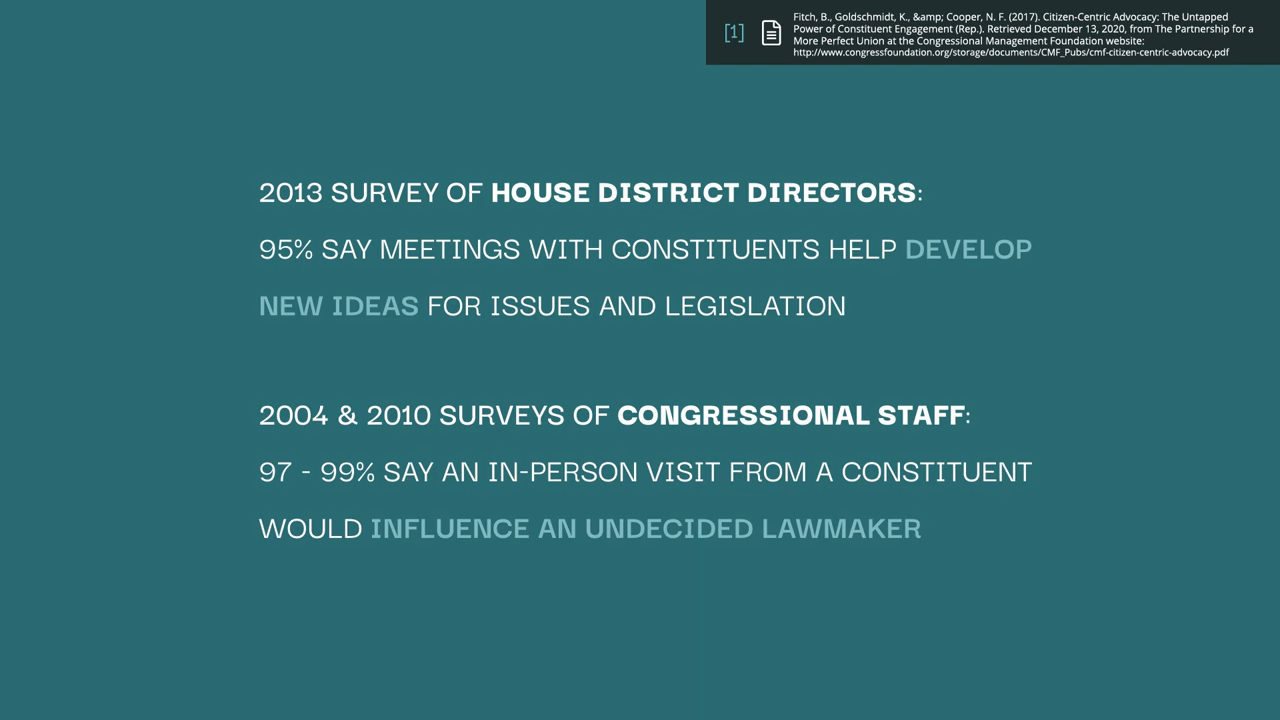 [1]
Fitch, B., Goldschmidt, K., &amp; Cooper, N. F. (2017). Citizen-Centric Advocacy: The Untapped
Power of Constituent Engagement (Rep.). Retrieved December 13, 2020, from The Partnership for a
More Perfect Union at the Congressional Management Foundation website:
http://www.congressfoundation.org/storage/documents/CMF_Pubs/cmf-citizen-centric-advocacy.pdf
2013 SURVEY OF HOUSE DISTRICT DIRECTORS:
95% SAY MEETINGS WITH CONSTITUENTS HELP DEVELOP
NEW IDEAS FOR ISSUES AND LEGISLATION
2004 & 2010 SURVEYS OF CONGRESSIONAL STAFF:
97 - 99% SAY AN IN-PERSON VISIT FROM A CONSTITUENT
WOULD INFLUENCE AN UNDECIDED LAWMAKER